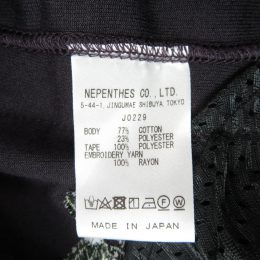 NEPENTHES CO., LTD.
5-44-1, JINGUMAE SHIBUYA, TOKYO
JO229
BODY 77% COTTON
23% POLYESTER
TAPE 100% POLYESTER
EMBROIDERY YARN
100% RAYON
MADE IN JAPAN